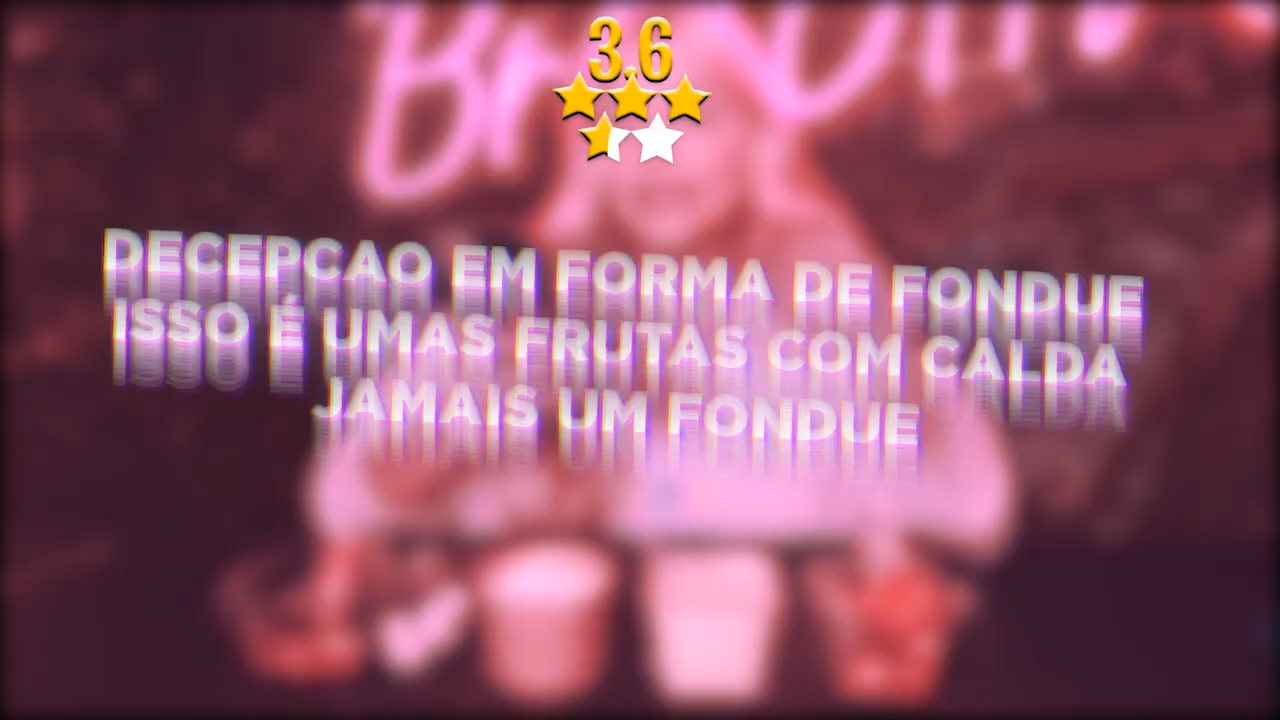 3.6
DECEPCAO EM FORMA DE FONDUE
ISSO É UMAS FRUTAS COM CALDA
JAMAIS UM FONDUE